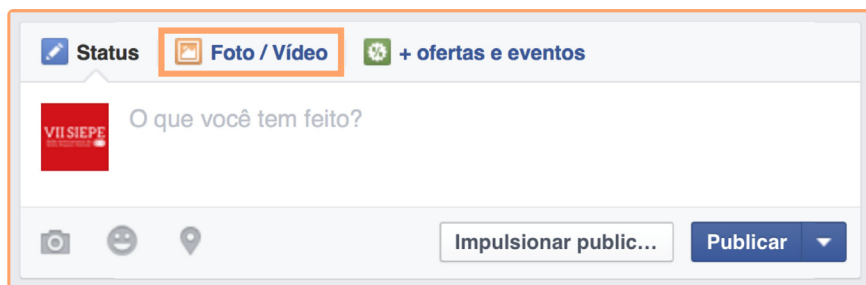 Status Foto / Vídeo + ofertas e eventos
O que você tem feito?
VII SIEPE
Impulsionar public... Publicar